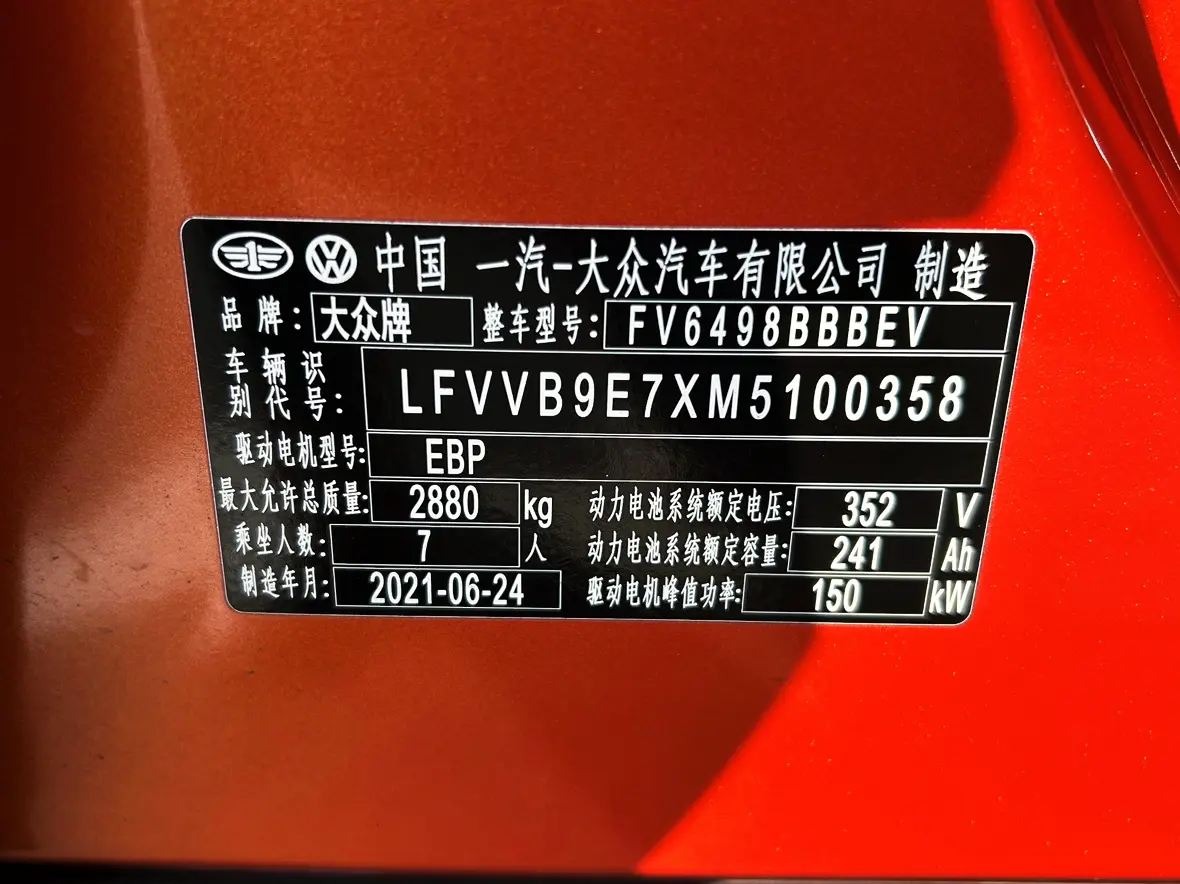 中国 一汽-大众汽车有限公司 制造
品牌: 大众牌 整车型号: FV6498BBBEV
车辆识
别代号: LFVVB9E7XM5100358
驱动电机型号: EBP
最大允许总质量: 2880 kg 动力电池系统额定电压: 352 V
乘坐人数: 7 人 动力电池系统额定容量: 241 Ah
制造年月: 2021-06-24 驱动电机峰值功率: 150 kW